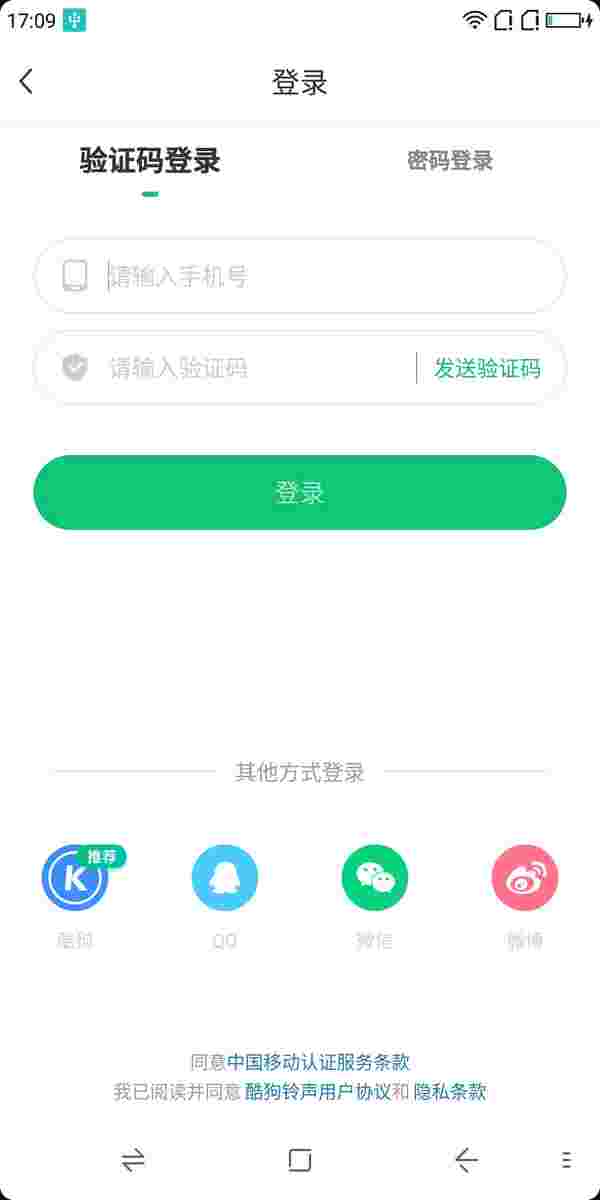 17:09
登录
验证码登录 密码登录
请输入手机号
请输入验证码 发送验证码
登录
其他方式登录
推荐
酷狗 QQ 微信 微博
同意中国移动认证服务条款
我已阅读并同意 酷狗铃声用户协议和 隐私条款